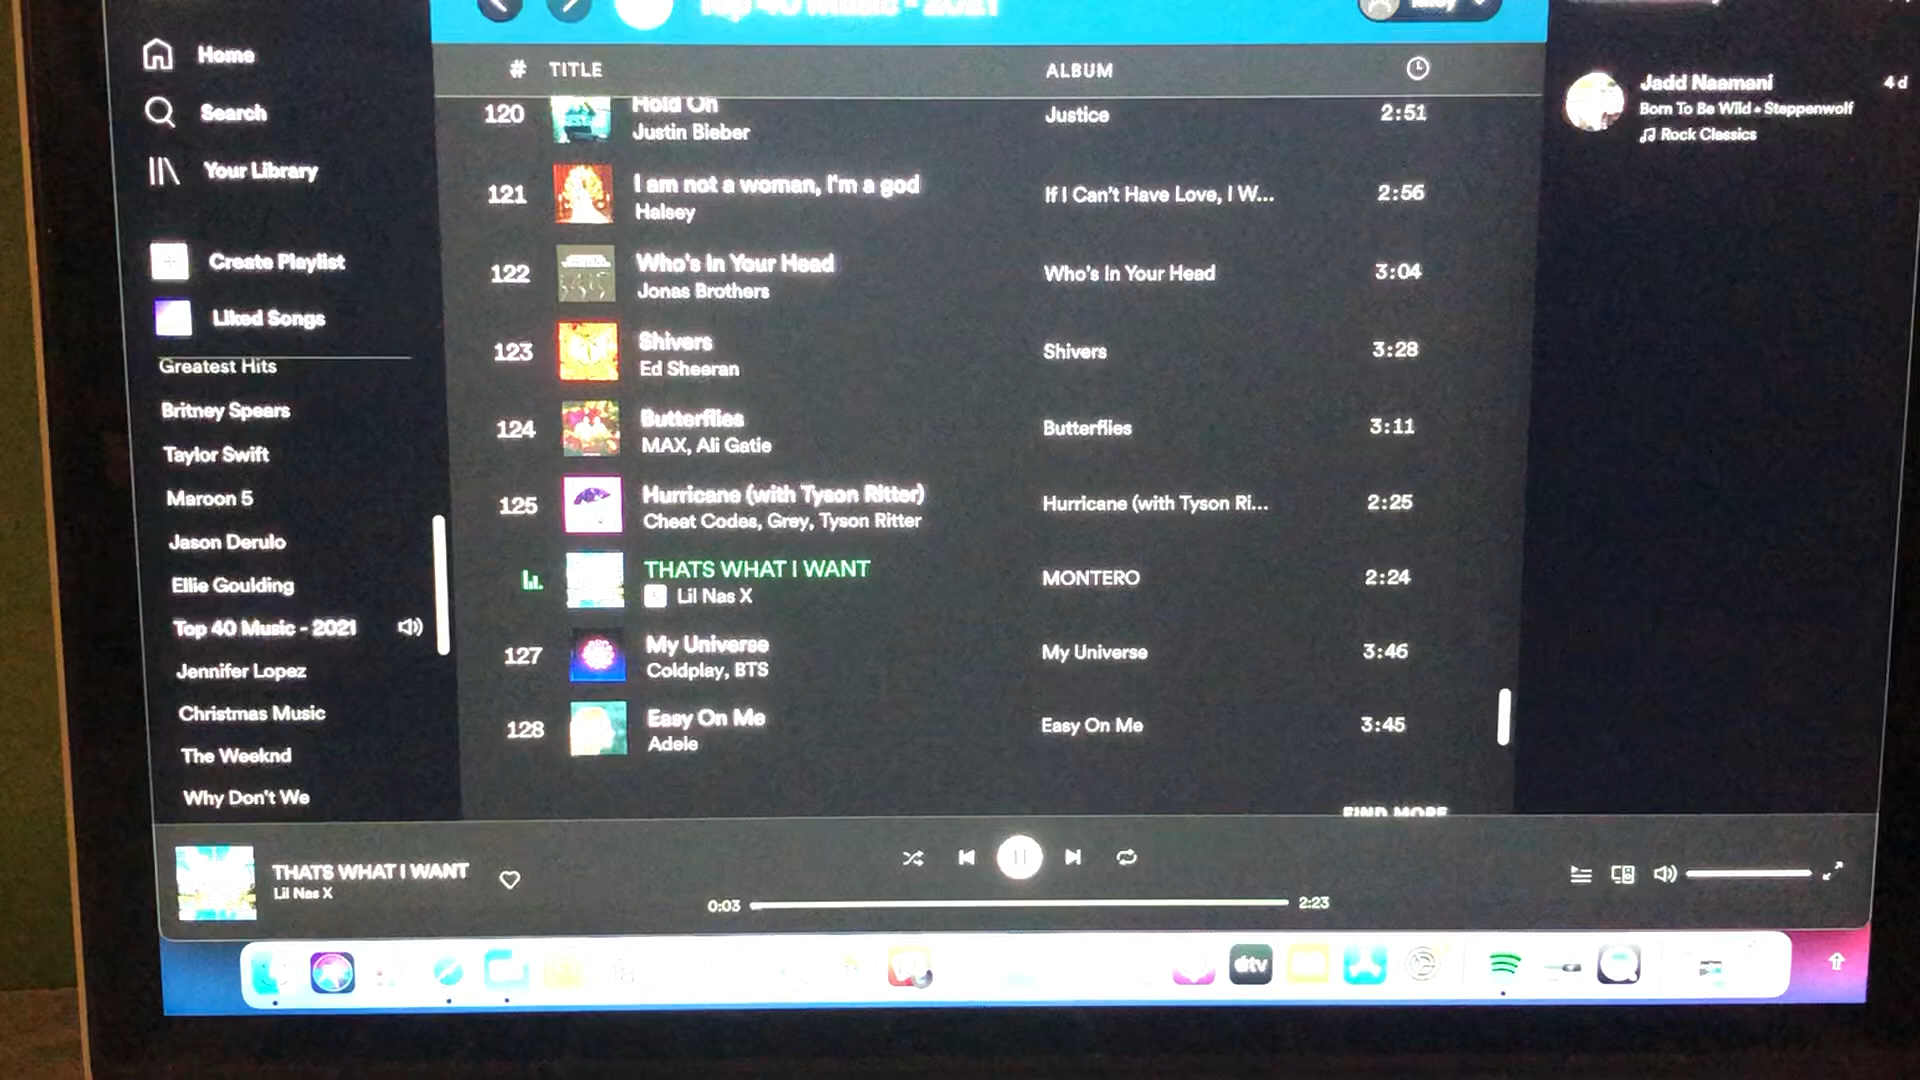 Top 40 Music - 2021
Home
Search
Your Library
Create Playlist
Liked Songs
Greatest Hits
Britney Spears
Taylor Swift
Maroon 5
Jason Derulo
Ellie Goulding
Top 40 Music - 2021
Jennifer Lopez
Christmas Music
The Weeknd
Why Don't We
# TITLE ALBUM
120 Hold On Justice 2:51
Justin Bieber
121 I am not a woman, I'm a god If I Can't Have Love, I W... 2:56
Halsey
122 Who's In Your Head Who's In Your Head 3:04
Jonas Brothers
123 Shivers Shivers 3:28
Ed Sheeran
124 Butterflies Butterflies 3:11
MAX, Ali Gatie
125 Hurricane (with Tyson Ritter) Hurricane (with Tyson Ri... 2:25
Cheat Codes, Grey, Tyson Ritter
THATS WHAT I WANT MONTERO 2:24
Lil Nas X
127 My Universe My Universe 3:46
Coldplay, BTS
128 Easy On Me Easy On Me 3:45
Adele
FIND MORE
Jadd Naamani 4 d
Born To Be Wild • Steppenwolf
Rock Classics
THATS WHAT I WANT
Lil Nas X
0:03 2:23
tv